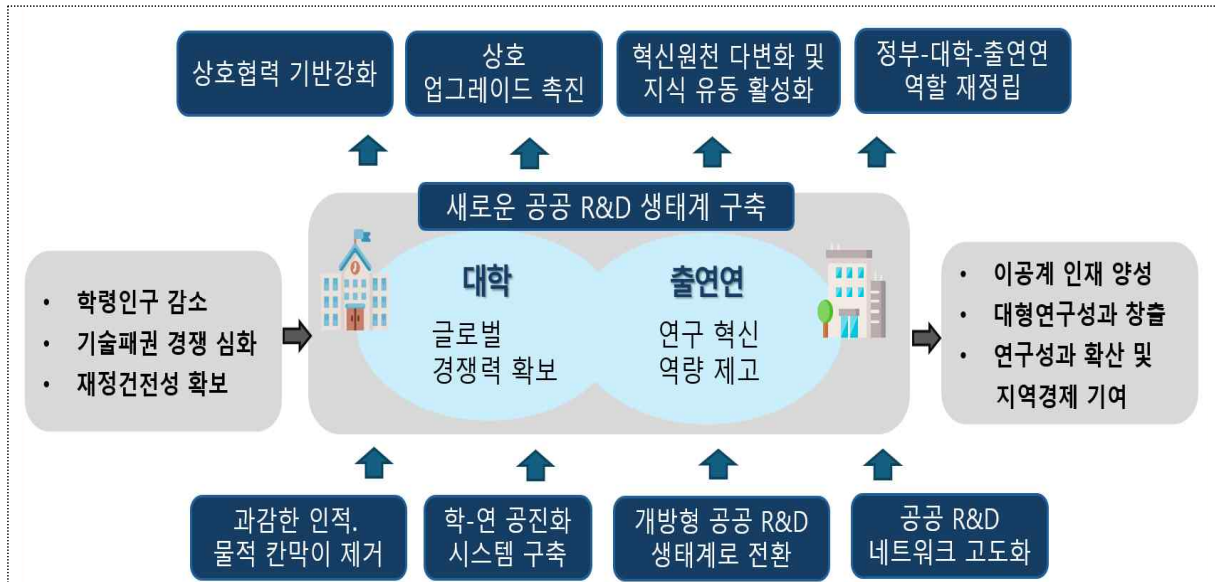 상호협력 기반강화
상호
업그레이드 촉진
혁신원천 다변화 및
지식 유동 활성화
정부-대학-출연연
역할 재정립
새로운 공공 R&D 생태계 구축
• 학령인구 감소
• 기술패권 경쟁 심화
• 재정건전성 확보
대학
글로벌
경쟁력 확보
출연연
연구 혁신
역량 제고
• 이공계 인재 양성
• 대형연구성과 창출
• 연구성과 확산 및
지역경제 기여
과감한 인적.
물적 칸막이 제거
학-연 공진화
시스템 구축
개방형 공공 R&D
생태계로 전환
공공 R&D
네트워크 고도화